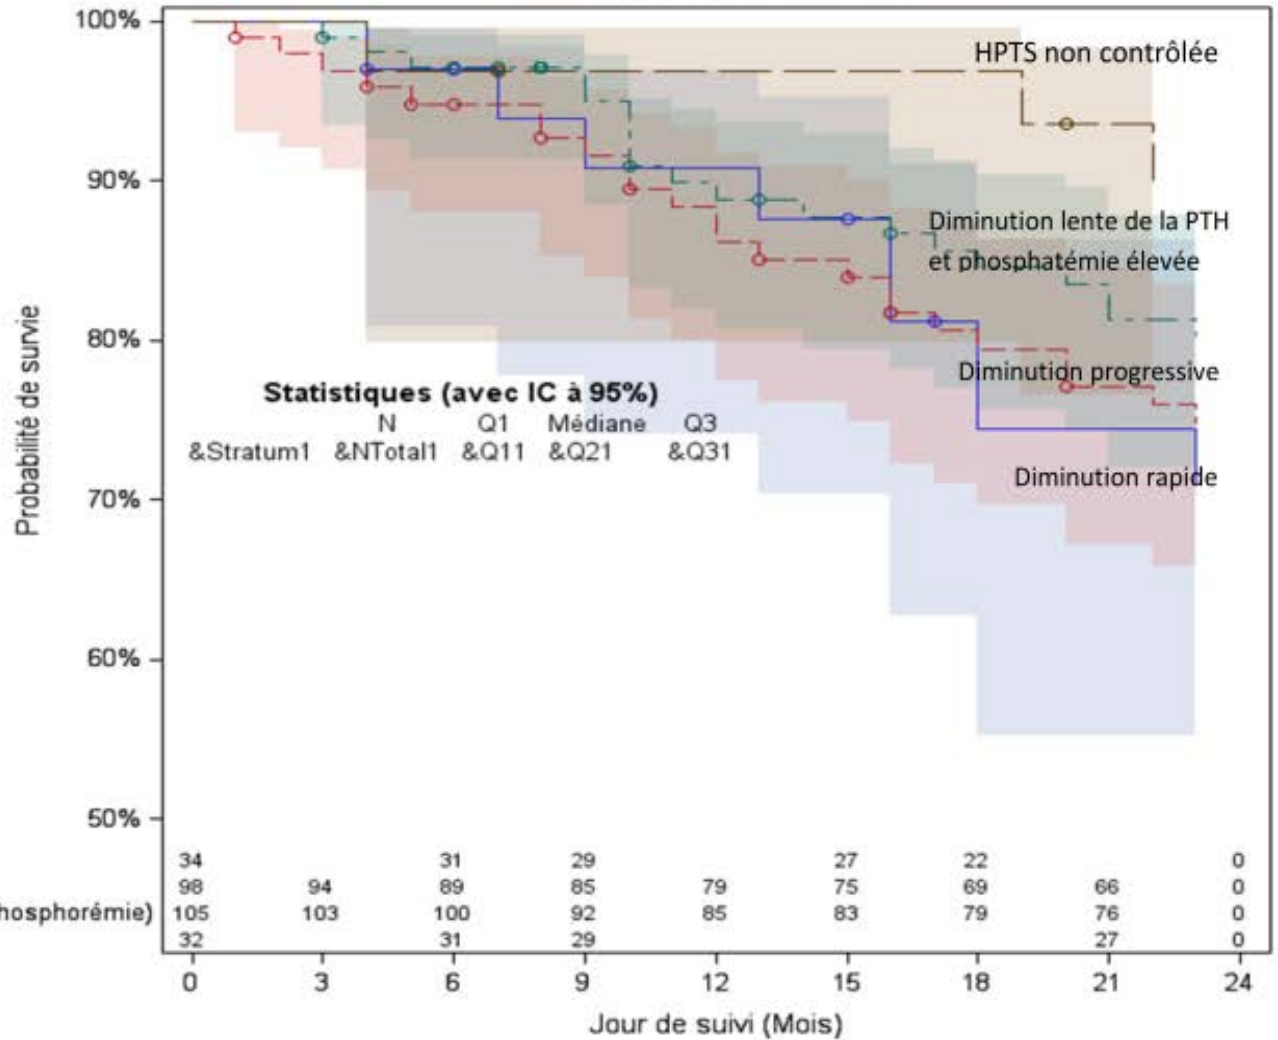 100%
HPTS non contrôlée
90%
Diminution lente de la PTH
et phosphatémie élevée
80%
Diminution progressive
Statistiques (avec IC à 95%)
N Q1 Médiane Q3
&Stratum1 &NTotal1 &Q11 &Q21 &Q31
Diminution rapide
70%
60%
50%
Probabilité de survie
34 31 29 27 22 0
98 94 89 85 79 75 69 66 0
hosphorémie) 105 103 100 92 85 83 79 76 0
32 31 29 27 0
0 3 6 9 12 15 18 21 24
Jour de suivi (Mois)